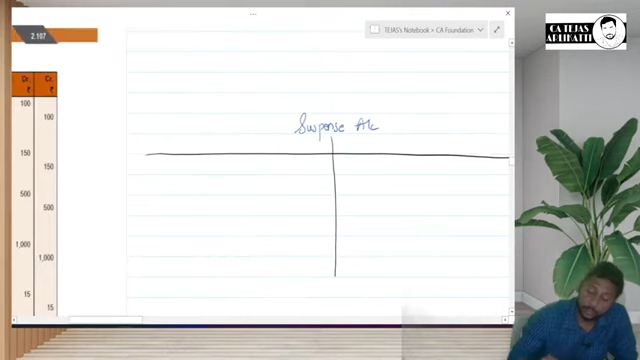 ...
TEJAS's Notebook > CA Foundation
CA TEJAS
ARLIKATTI
2.107
Dr. Cr.
₹ ₹
100
100
Suspense A/c
150
150
500
500
1,000
1,000
15
15